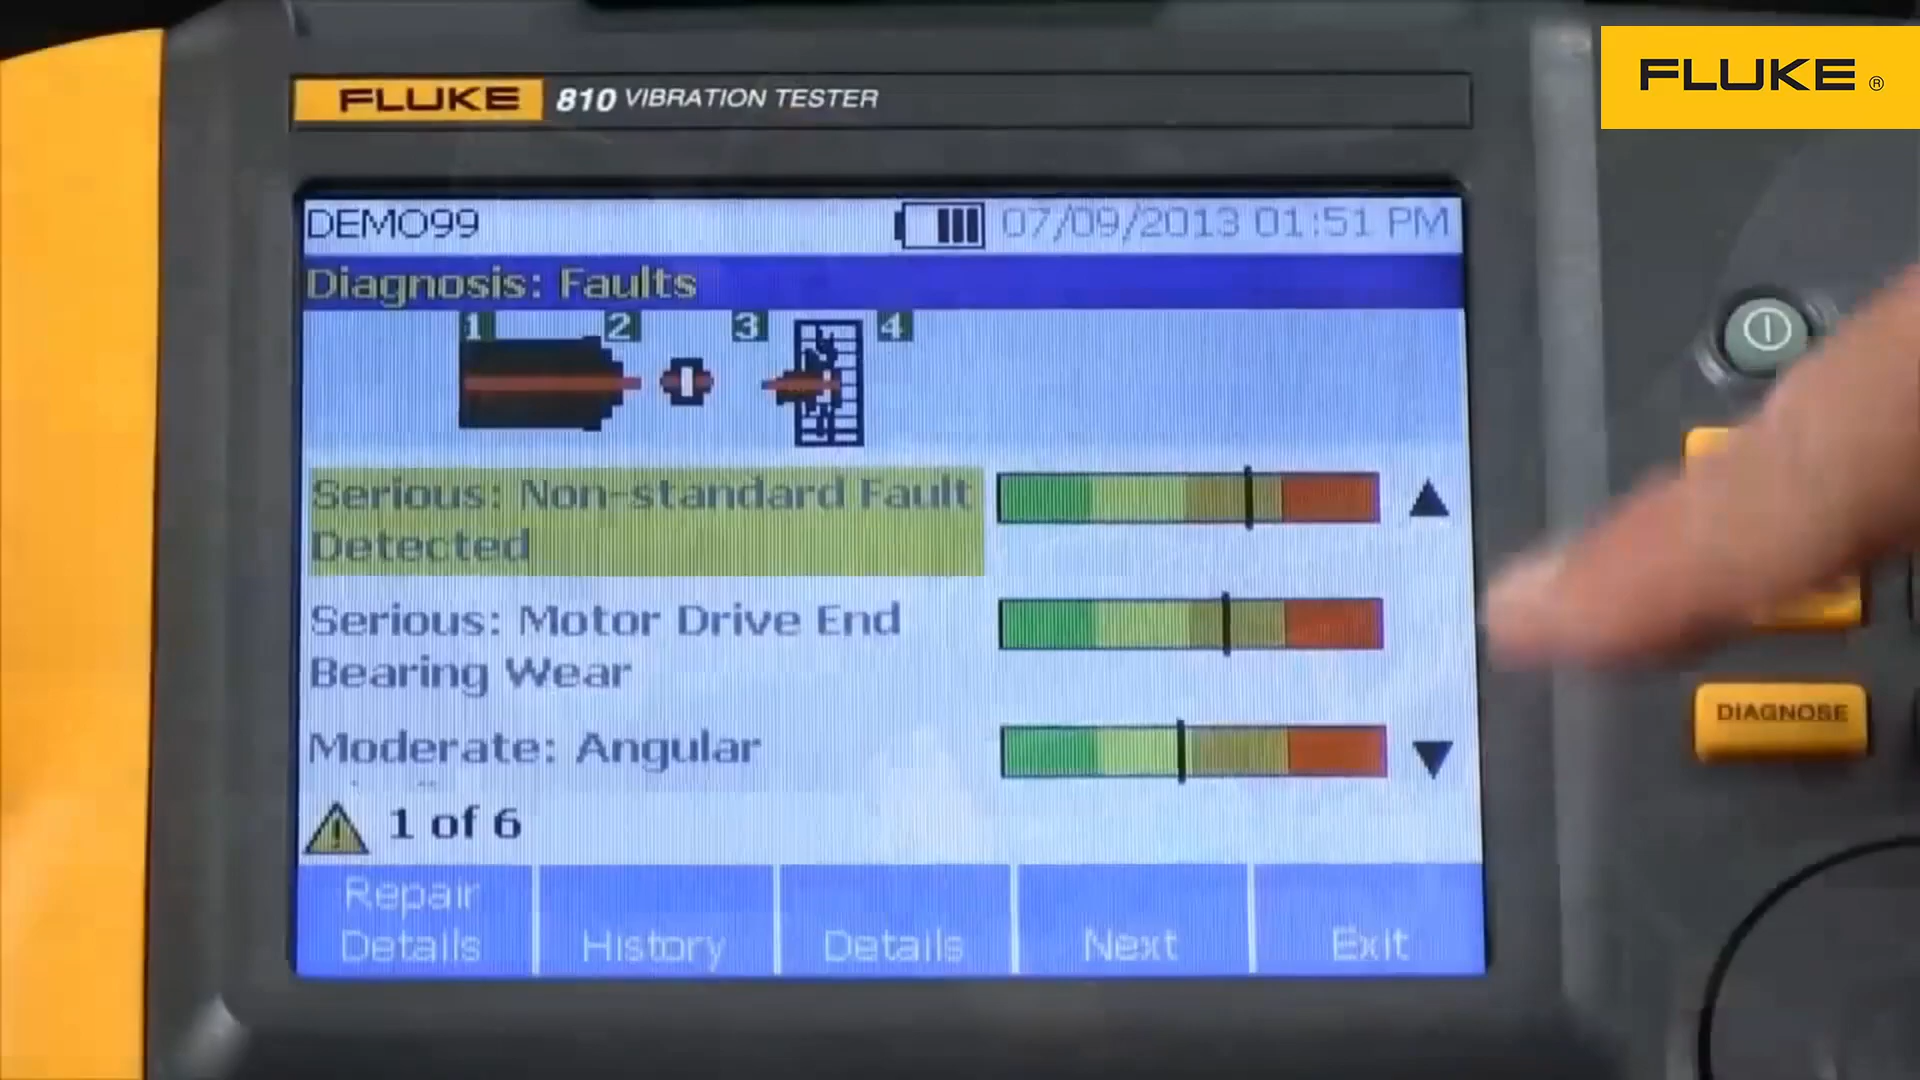 FLUKE ®
FLUKE 810 VIBRATION TESTER
DEMO99 07/09/2013 01:51 PM
Diagnosis: Faults
1 2 3 4
Serious: Non-standard Fault
Detected
Serious: Motor Drive End
Bearing Wear
Moderate: Angular
1 of 6
Repair
Details
History
Details
Next
Exit
DIAGNOSE